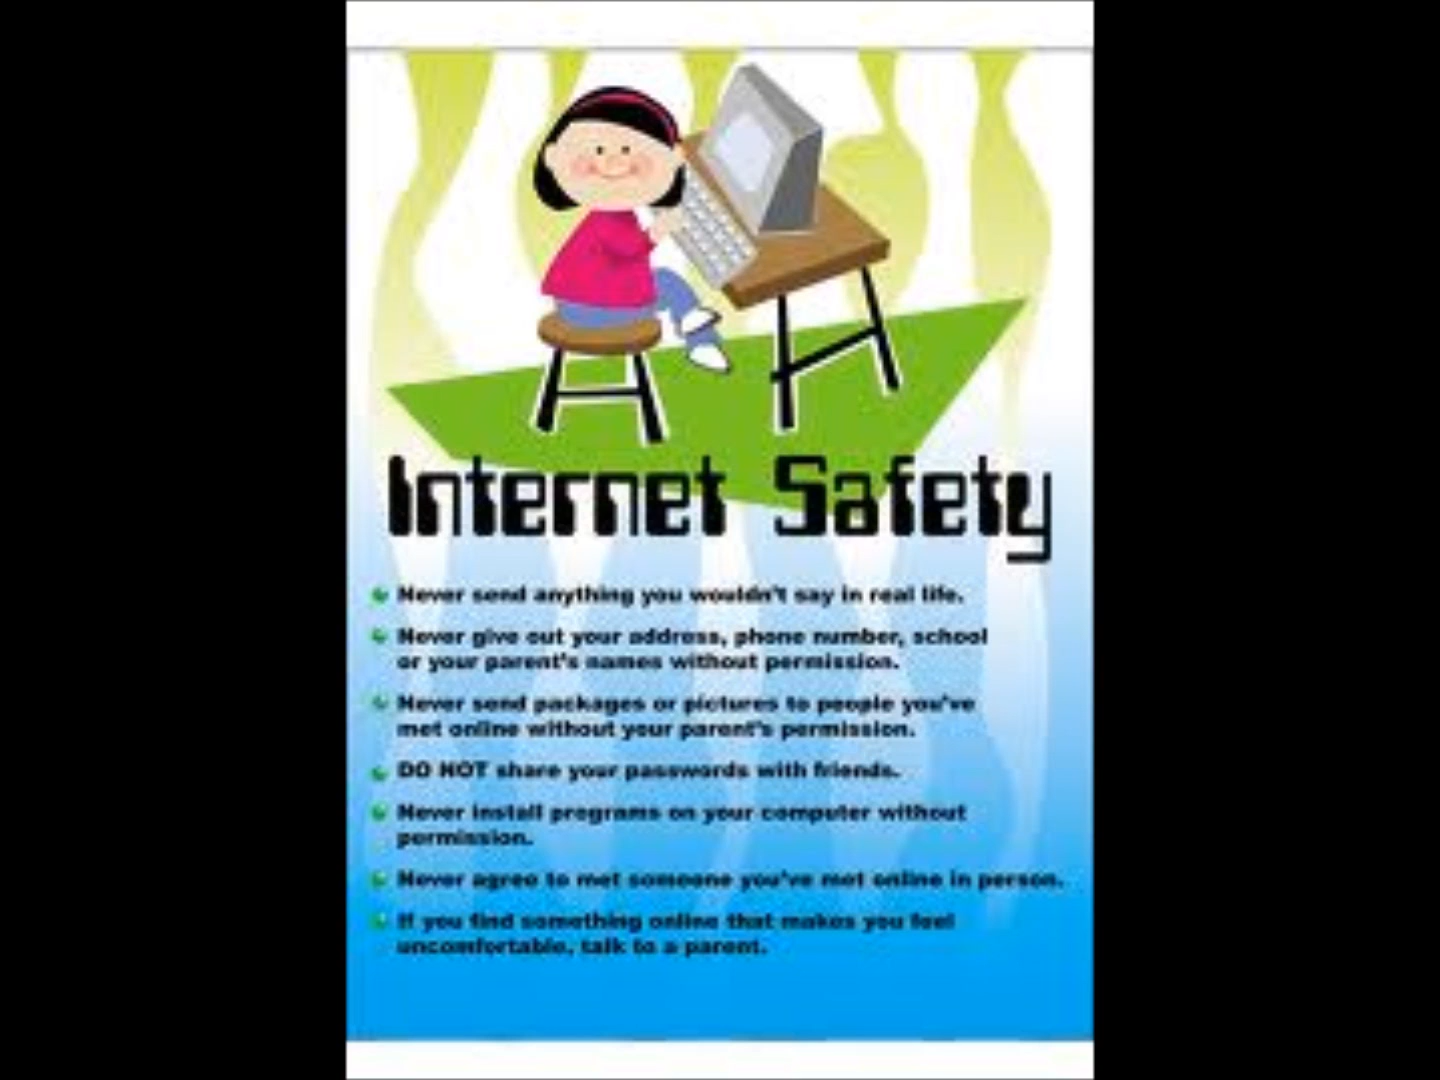 Internet Safety
Never send anything you wouldn't say in real life.
Never give out your address, phone number, school
or your parent's names without permission.
Never send packages or pictures to people you've
met online without your parent's permission.
DO NOT share your passwords with friends.
Never install programs on your computer without
permission.
Never agree to met someone you've met online in person.
If you find something online that makes you feel
uncomfortable, talk to a parent.